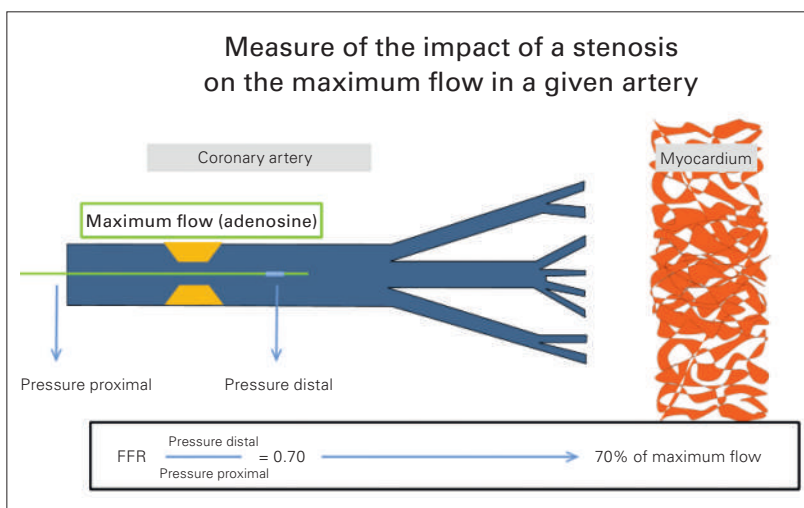 Measure of the impact of a stenosis
on the maximum flow in a given artery
Coronary artery
Myocardium
Maximum flow (adenosine)
Pressure proximal
Pressure distal
Pressure distal
FFR = 0.70 70% of maximum flow
Pressure proximal